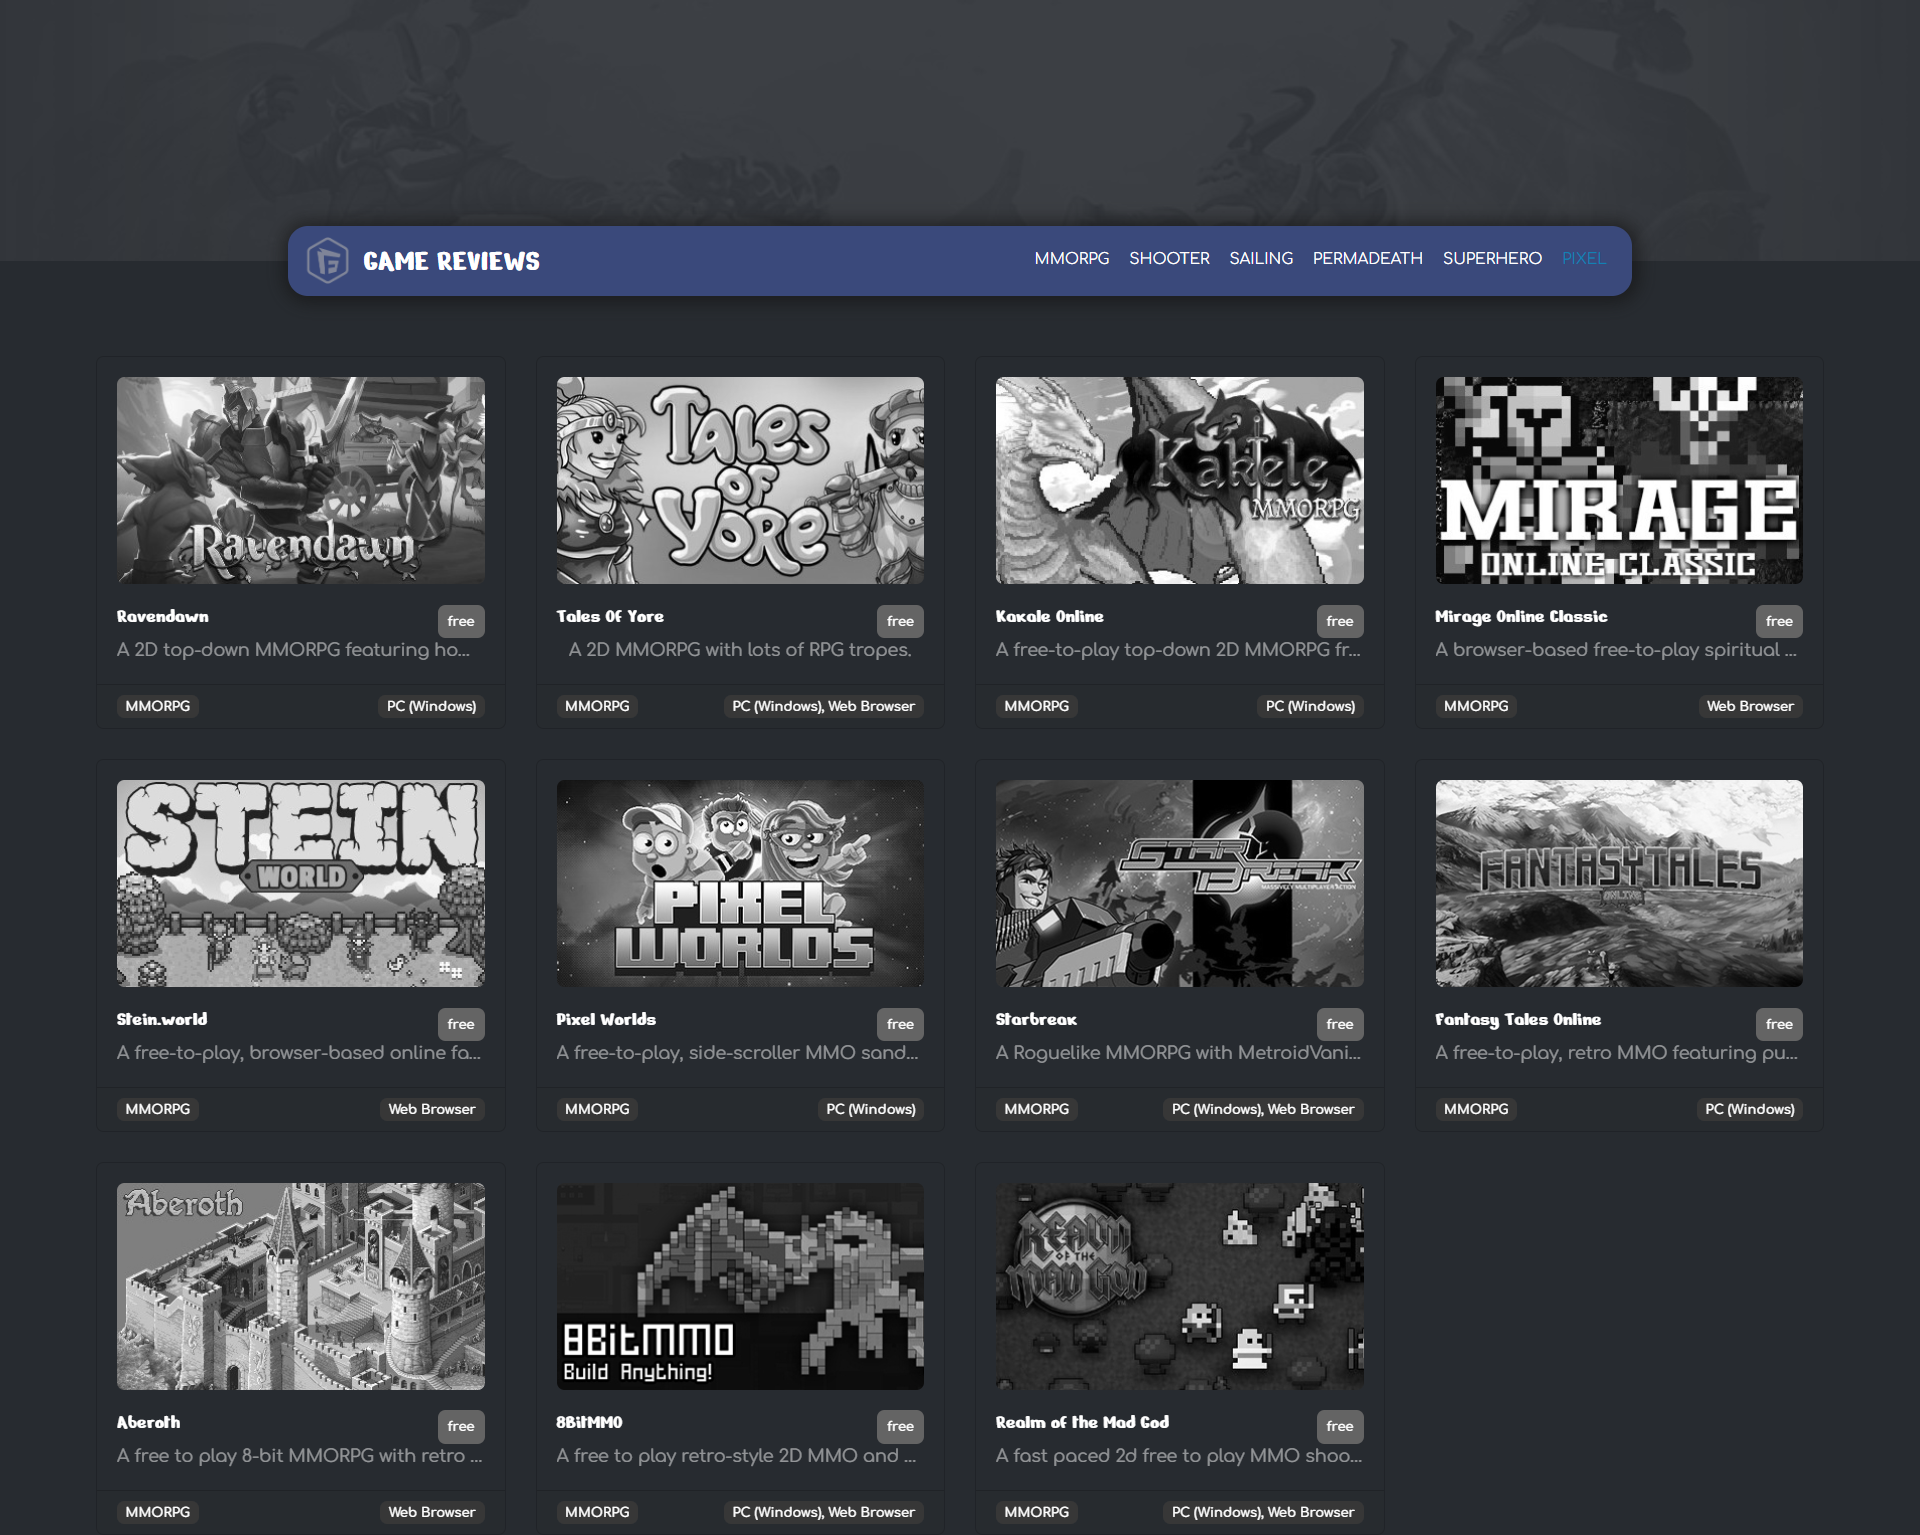 GAME REVIEWS
MMORPG SHOOTER SAILING PERMADEATH SUPERHERO PIXEL
Ravendawn
TALES OF YORE
Kakele MMORPG
MIRAGE ONLINE CLASSIC
Ravendawn free
A 2D top-down MMORPG featuring ho...
MMORPG PC (Windows)
Tales Of Yore free
A 2D MMORPG with lots of RPG tropes.
MMORPG PC (Windows), Web Browser
Kakale Online free
A free-to-play top-down 2D MMORPG fr...
MMORPG PC (Windows)
Mirage Online Classic free
A browser-based free-to-play spiritual ...
MMORPG Web Browser
STEIN WORLD
PIXEL WORLDS
STAR BREAK
MASSIVELY MULTIPLAYER ACTION
FANTASY TALES ONLINE
Stein.world free
A free-to-play, browser-based online fa...
MMORPG Web Browser
Pixel Worlds free
A free-to-play, side-scroller MMO sand...
MMORPG PC (Windows)
Starbreak free
A Roguelike MMORPG with MetroidVani...
MMORPG PC (Windows), Web Browser
Fantasy Tales Online free
A free-to-play, retro MMO featuring pu...
MMORPG PC (Windows)
Aberoth
8BitMMO
Build Anything!
REALM OF THE MAD GOD
Aberoth free
A free to play 8-bit MMORPG with retro ...
MMORPG Web Browser
8BitMMO free
A free to play retro-style 2D MMO and ...
MMORPG PC (Windows), Web Browser
Realm of the Mad God free
A fast paced 2d free to play MMO shoo...
MMORPG PC (Windows), Web Browser